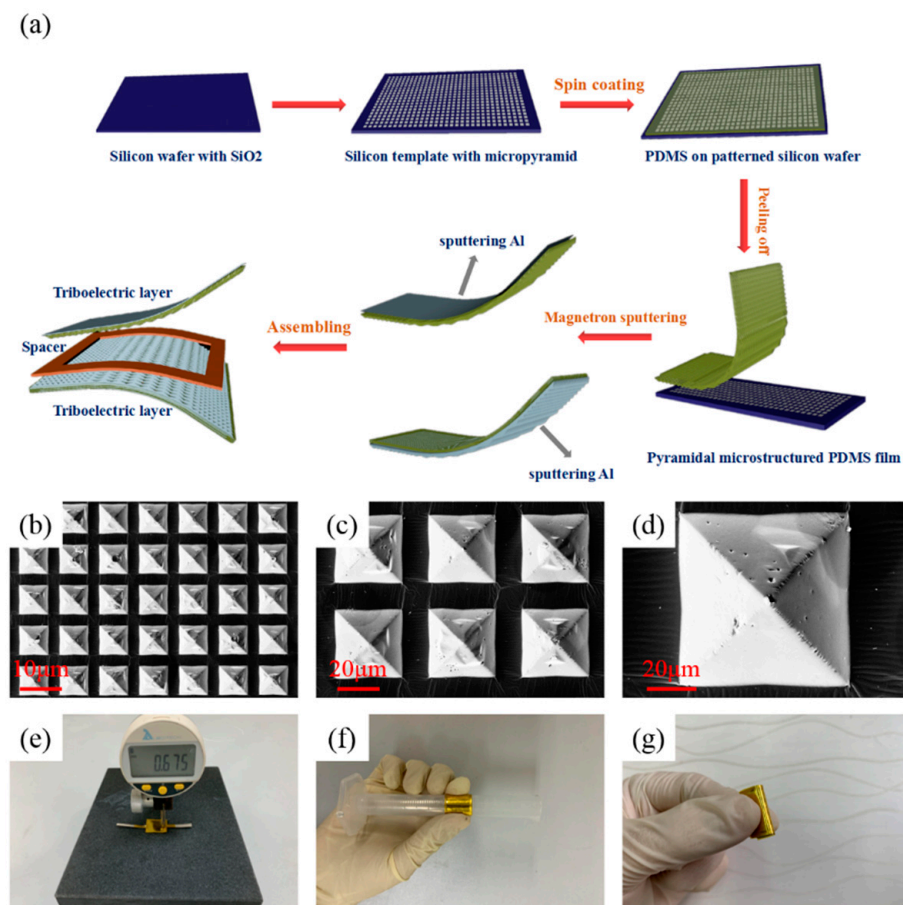 (a)
Spin coating
Silicon wafer with SiO2
Silicon template with micropyramid
PDMS on patterned silicon wafer
Peeling off
sputtering Al
Triboelectric layer
Magnetron sputtering
Assembling
Spacer
Triboelectric layer
sputtering Al
Pyramidal microstructured PDMS film
(b)
(c)
(d)
10μm
20μm
20μm
(e)
(f)
(g)
0.675